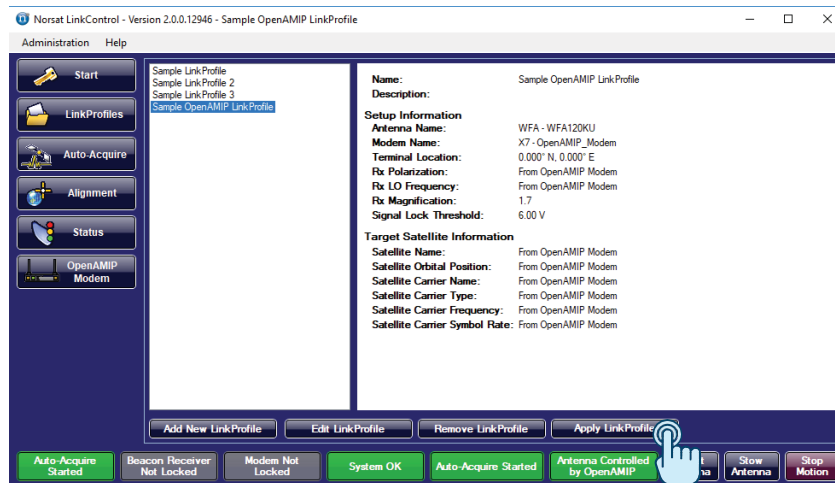 Norsat LinkControl - Version 2.0.0.12946 - Sample OpenAMIP LinkProfile
Administration Help
Start
LinkProfiles
Auto-Acquire
Alignment
Status
OpenAMIP
Modem
Sample LinkProfile
Sample LinkProfile 2
Sample LinkProfile 3
Sample OpenAMIP LinkProfile
Name: Sample OpenAMIP LinkProfile
Description:
Setup Information
Antenna Name: WFA - WFA120KU
Modem Name: X7 - OpenAMIP_Modem
Terminal Location: 0.000° N, 0.000° E
Rx Polarization: From OpenAMIP Modem
Rx LO Frequency: From OpenAMIP Modem
Rx Magnification: 1.7
Signal Lock Threshold: 6.00 V
Target Satellite Information
Satellite Name: From OpenAMIP Modem
Satellite Orbital Position: From OpenAMIP Modem
Satellite Carrier Name: From OpenAMIP Modem
Satellite Carrier Type: From OpenAMIP Modem
Satellite Carrier Frequency: From OpenAMIP Modem
Satellite Carrier Symbol Rate: From OpenAMIP Modem
Add New LinkProfile Edit LinkProfile Remove LinkProfile Apply LinkProfile
Auto-Acquire
Started
Beacon Receiver
Not Locked
Modem Not
Locked
System OK
Auto-Acquire Started
Antenna Controlled
by OpenAMIP
Stow
Antenna
Stop
Motion